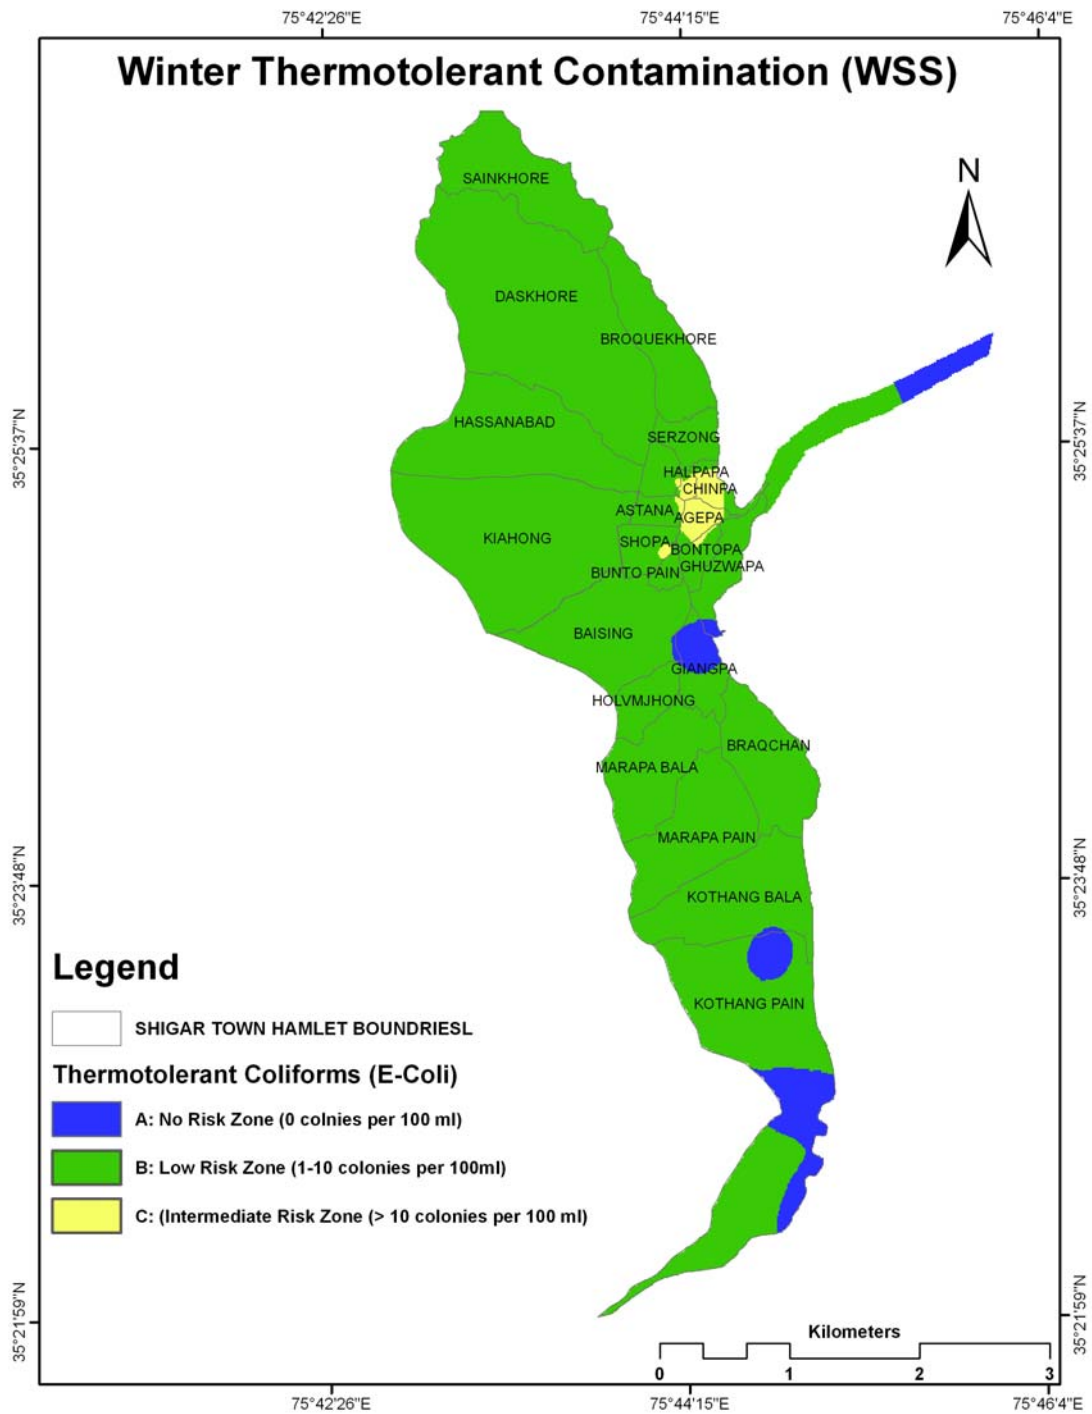 75°42'26"E 75°44'15"E 75°46'4"E
Winter Thermotolerant Contamination (WSS)
N
SAINKHORE
DASKHORE
BROQUEKHORE
HASSANABAD
SERZONG
35°25'37"N
35°25'37"N
HALPAPA
CHINPA
ASTANA
AGEPA
KIAHONG
SHOPA
BONTOPA
GHUZWAPA
BUNTO PAIN
BAISING
GIANGPA
HOLVMJHONG
BRAQCHAN
MARAPA BALA
MARAPA PAIN
35°23'48"N
35°23'48"N
KOTHANG BALA
KOTHANG PAIN
Legend
SHIGAR TOWN HAMLET BOUNDRIESL
Thermotolerant Coliforms (E-Coli)
A: No Risk Zone (0 colnies per 100 ml)
B: Low Risk Zone (1-10 colonies per 100ml)
C: (Intermediate Risk Zone (> 10 colonies per 100 ml)
35°21'59"N
35°21'59"N
Kilometers
0 1 2 3
75°42'26"E 75°44'15"E 75°46'4"E